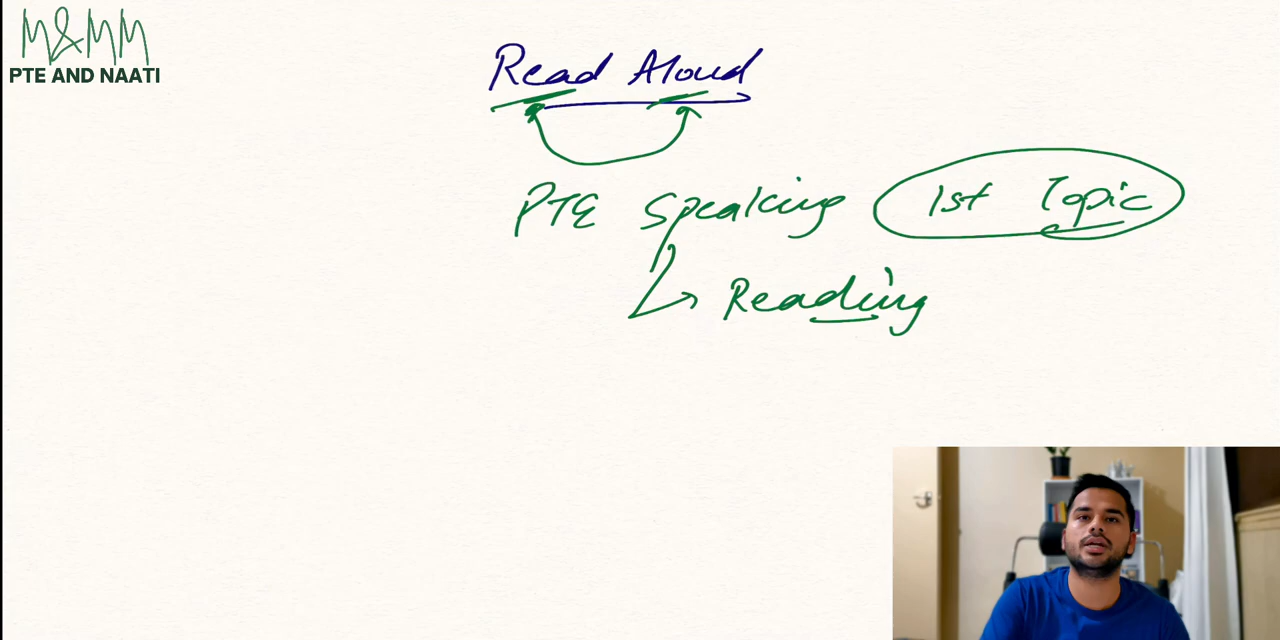 M&MM
PTE AND NAATI
Read Aloud
PTE Speaking 1st Topic
Reading